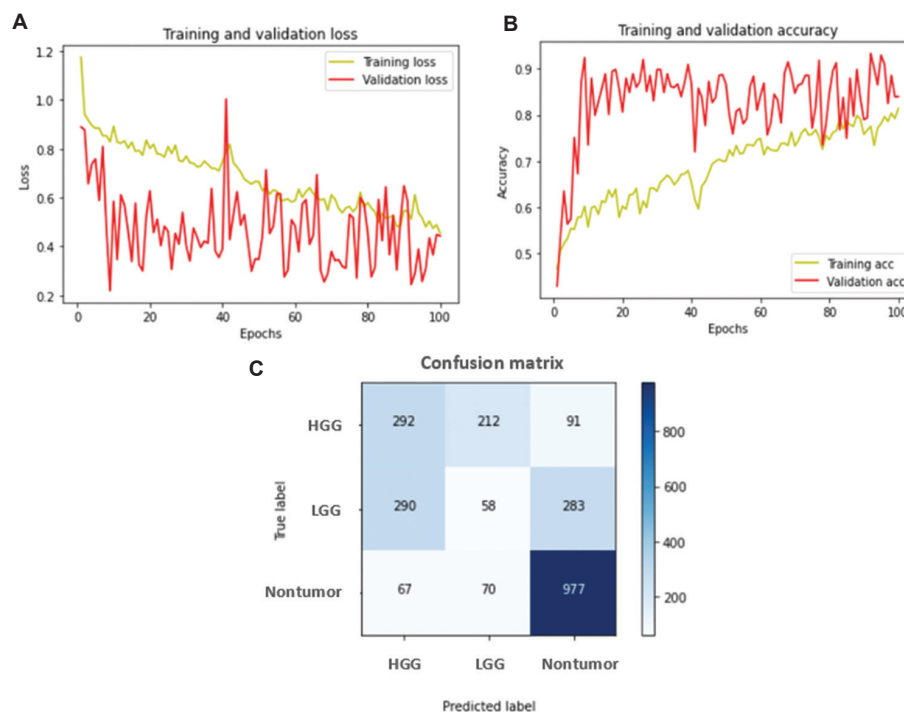 A
Training and validation loss
Training loss
Validation loss
1.2
1.0
0.8
0.6
0.4
0.2
Loss
0
20
40
60
80
100
Epochs
B
Training and validation accuracy
0.9
0.8
0.7
0.6
0.5
Accuracy
Training acc
Validation acc
0
20
40
60
80
100
Epochs
C
Confusion matrix
True label
HGG
292
212
91
LGG
290
58
283
Nontumor
67
70
977
HGG
LGG
Nontumor
Predicted label
800
600
400
200